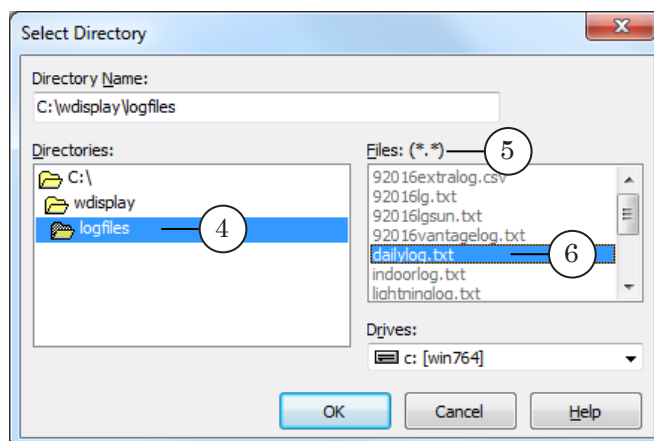 Select Directory
Directory Name:
C:\wdisplay\logfiles
Directories:
C:\
wdisplay
logfiles
4
Files: (*.*)
5
92016extralog.csv
92016lg.txt
92016lgsun.txt
92016vantagelog.txt
dailylog.txt
6
indoorlog.txt
lightninglog.txt
Drives:
c: [win764]
OK
Cancel
Help